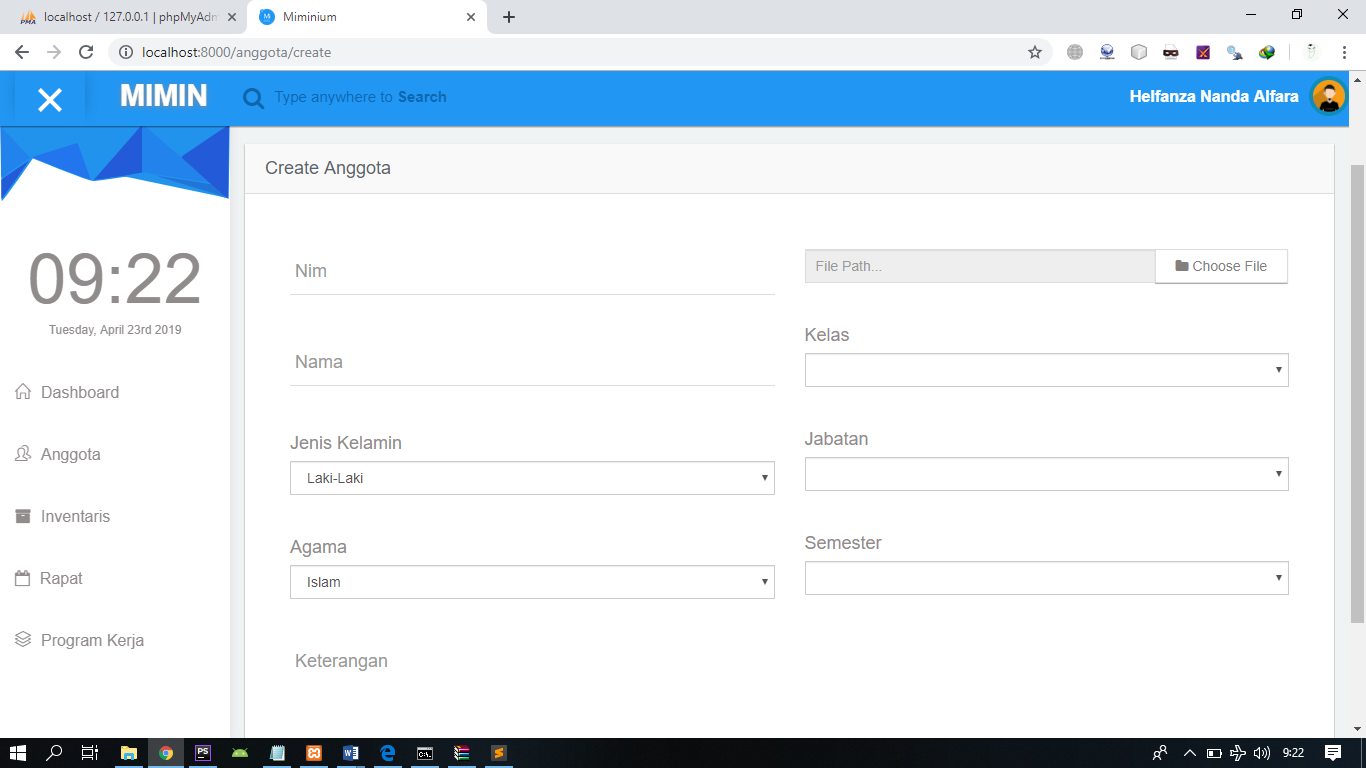 localhost / 127.0.0.1 | phpMyAdm
Miminium
localhost:8000/anggota/create
MIMIN
Type anywhere to Search
Helfanza Nanda Alfara
Create Anggota
09:22
Tuesday, April 23rd 2019
Dashboard
Anggota
Inventaris
Rapat
Program Kerja
Nim
File Path...
Choose File
Nama
Kelas
Jenis Kelamin
Laki-Laki
Jabatan
Agama
Islam
Semester
Keterangan
9:22